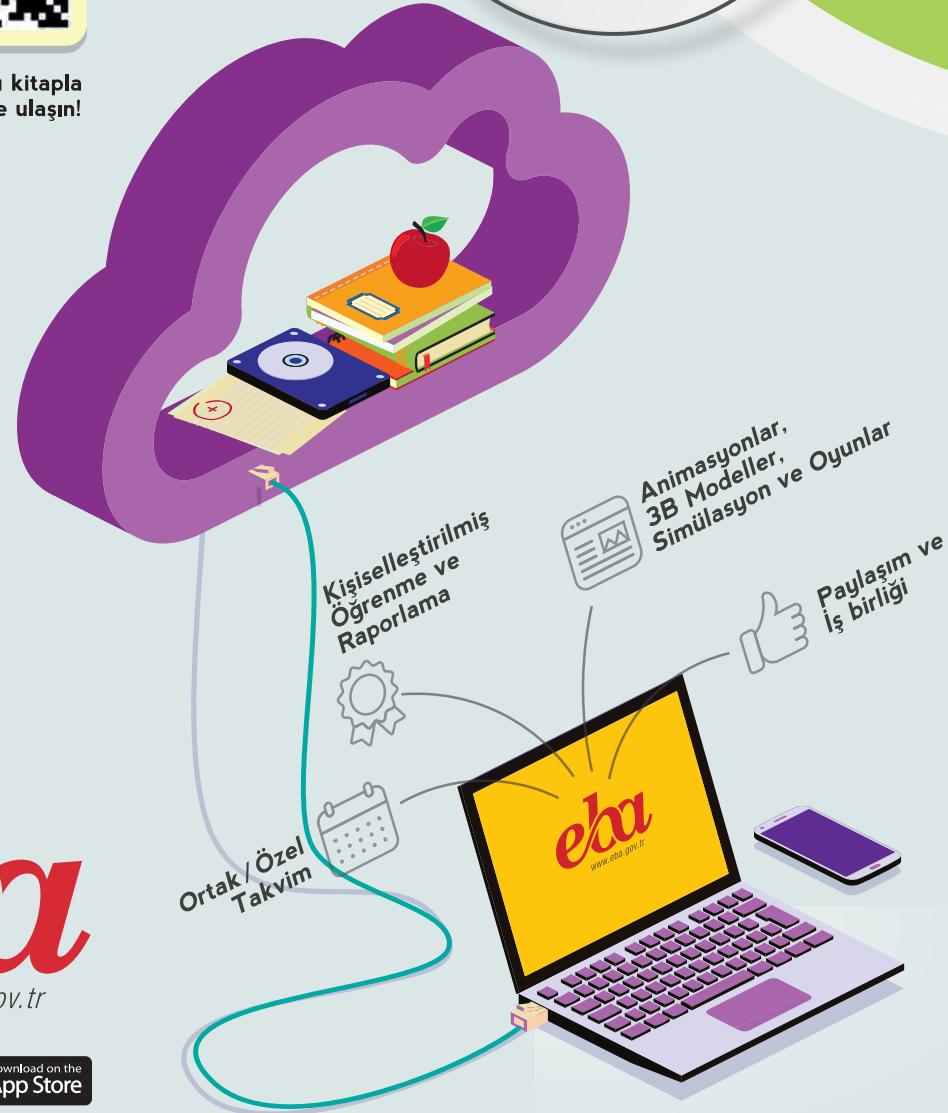 kitapla
e ulaşın!
Animasyonlar,
3B Modeller,
Simülasyon ve Oyunlar
Kişiselleştirilmiş
Öğrenme ve
Raporlama
Paylaşım ve
İş birliği
Ortak / Özel
Takvim
eba
www.eba.gov.tr
a
ov.tr
ownload on the
App Store